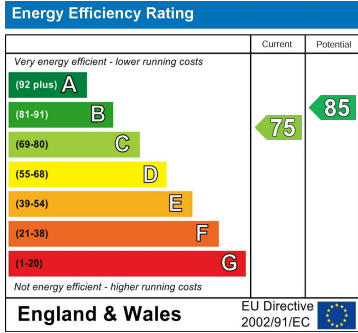 Energy Efficiency Rating
Current Potential
Very energy efficient - lower running costs
(92 plus) A
(81-91) B
(69-80) C
(55-68) D
(39-54) E
(21-38) F
(1-20) G
75
85
Not energy efficient - higher running costs
England & Wales
EU Directive
2002/91/EC